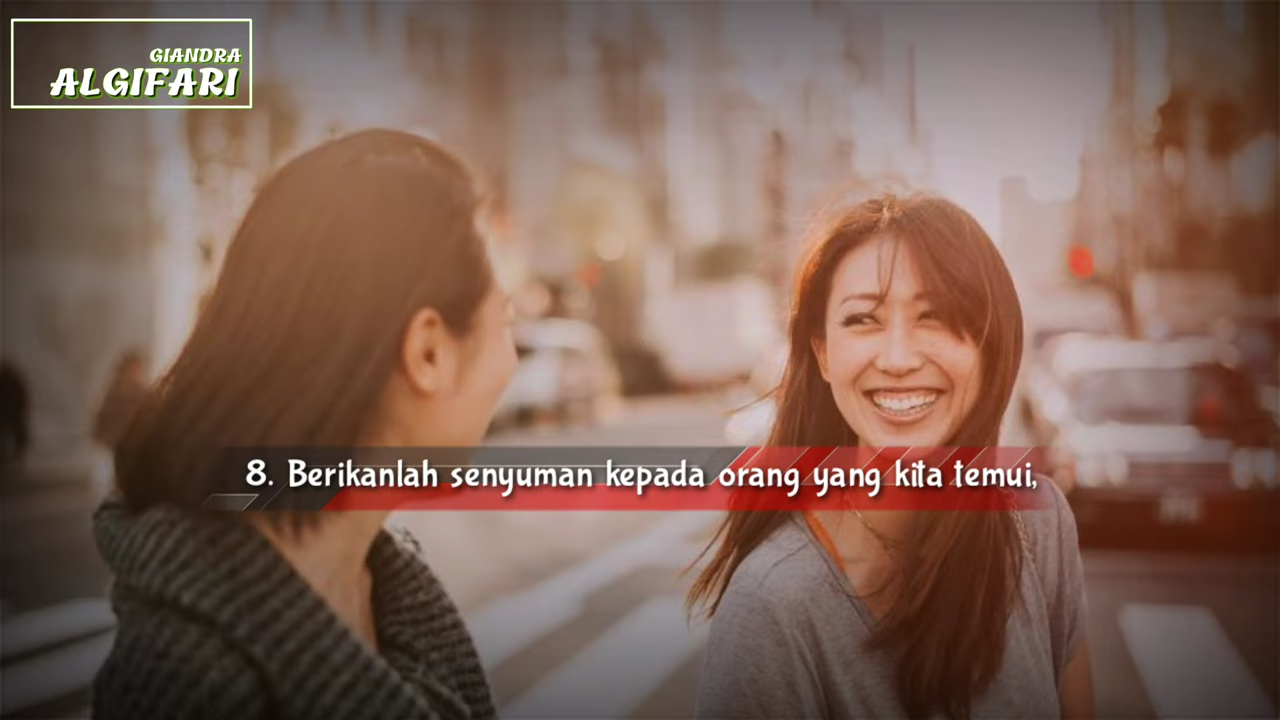 GIANDRA
ALGIFARI
8. Berikanlah senyuman kepada orang yang kita temui,